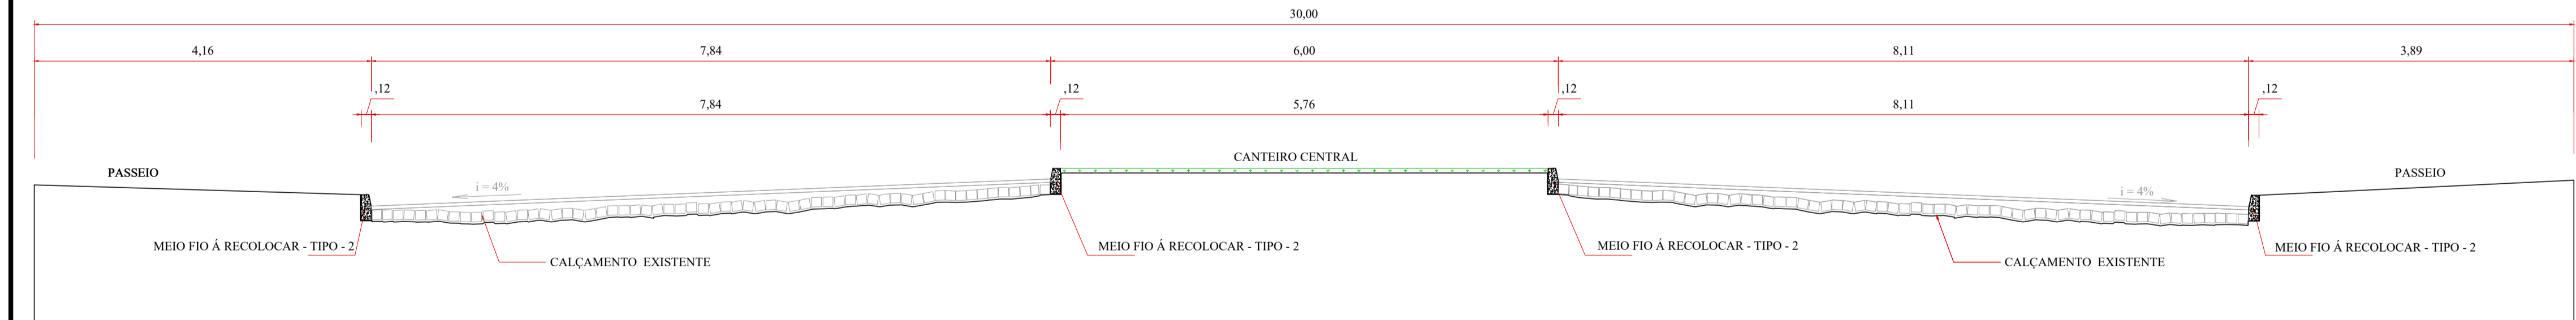 30,00
4,16
7,84
6,00
8,11
3,89
,12
,12
,12
,12
7,84
5,76
8,11
CANTEIRO CENTRAL
PASSEIO
PASSEIO
i = 4%
i = 4%
MEIO FIO Á RECOLOCAR - TIPO - 2
MEIO FIO Á RECOLOCAR - TIPO - 2
MEIO FIO Á RECOLOCAR - TIPO - 2
MEIO FIO Á RECOLOCAR - TIPO - 2
CALÇAMENTO EXISTENTE
CALÇAMENTO EXISTENTE